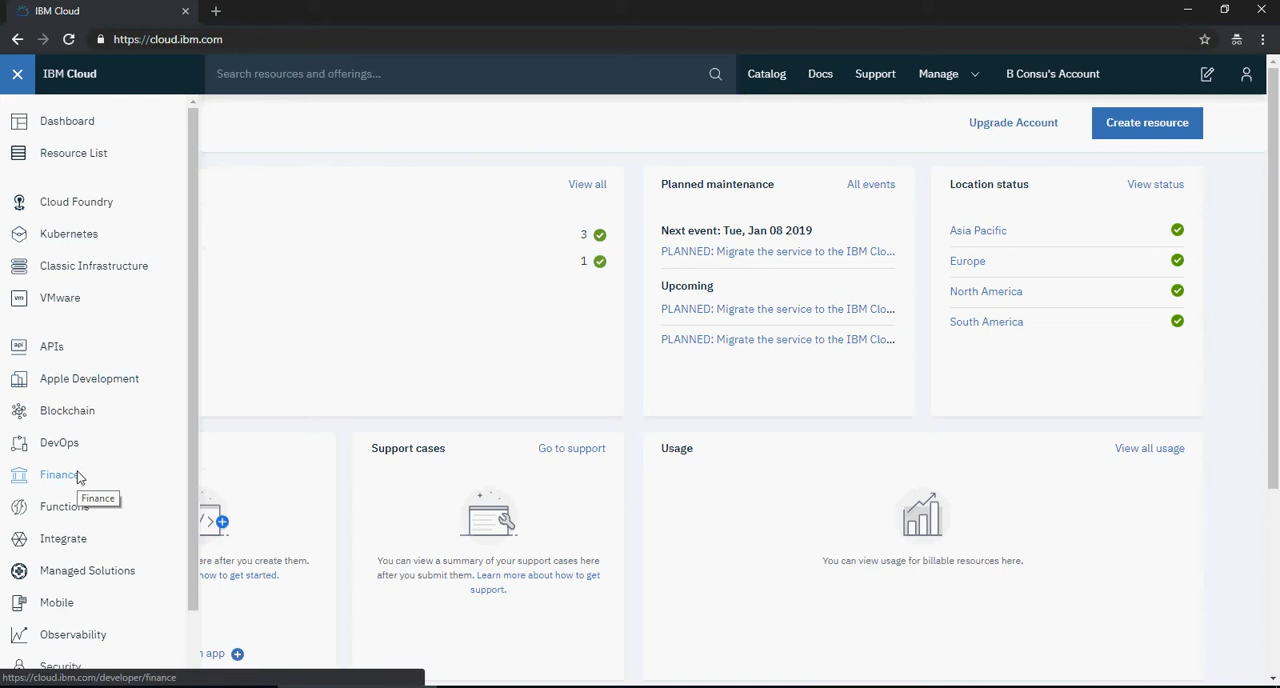 IBM Cloud
https://cloud.ibm.com
IBM Cloud
Search resources and offerings...
Catalog
Docs
Support
Manage
B Consu's Account
Dashboard
Resource List
Cloud Foundry
Kubernetes
Classic Infrastructure
VMware
APIs
Apple Development
Blockchain
DevOps
Finance
Finance
Functions
Integrate
Managed Solutions
Mobile
Observability
Security
https://cloud.ibm.com/developer/finance
Upgrade Account
Create resource
View all
3
1
Planned maintenance
All events
Next event: Tue, Jan 08 2019
PLANNED: Migrate the service to the IBM Clo...
Upcoming
PLANNED: Migrate the service to the IBM Clo...
PLANNED: Migrate the service to the IBM Clo...
Location status
View status
Asia Pacific
Europe
North America
South America
ere after you create them.
how to get started.
app
Support cases
Go to support
You can view a summary of your support cases here
after you submit them. Learn more about how to get
support.
Usage
View all usage
You can view usage for billable resources here.